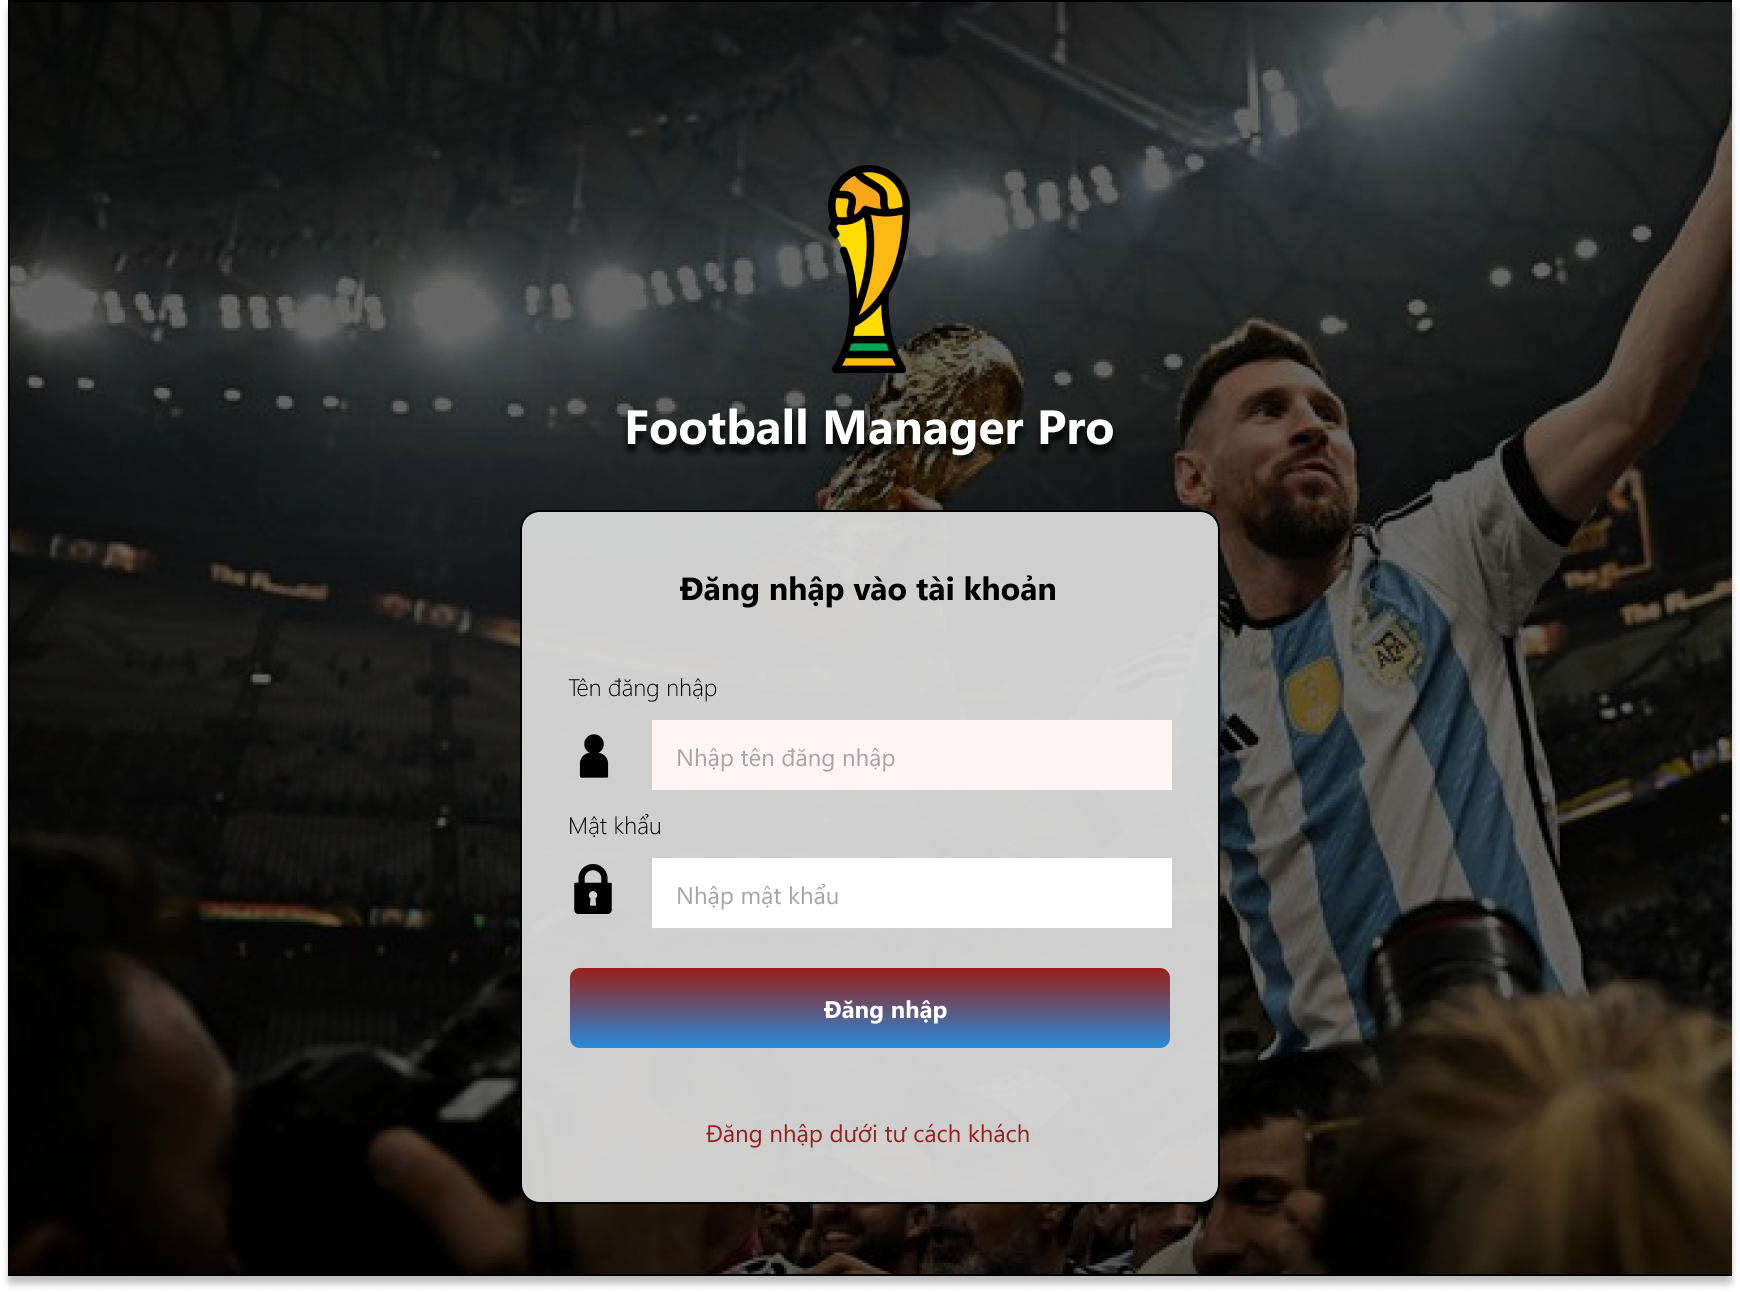 Football Manager Pro
Đăng nhập vào tài khoản
Tên đăng nhập
Nhập tên đăng nhập
Mật khẩu
Nhập mật khẩu
Đăng nhập
Đăng nhập dưới tư cách khách